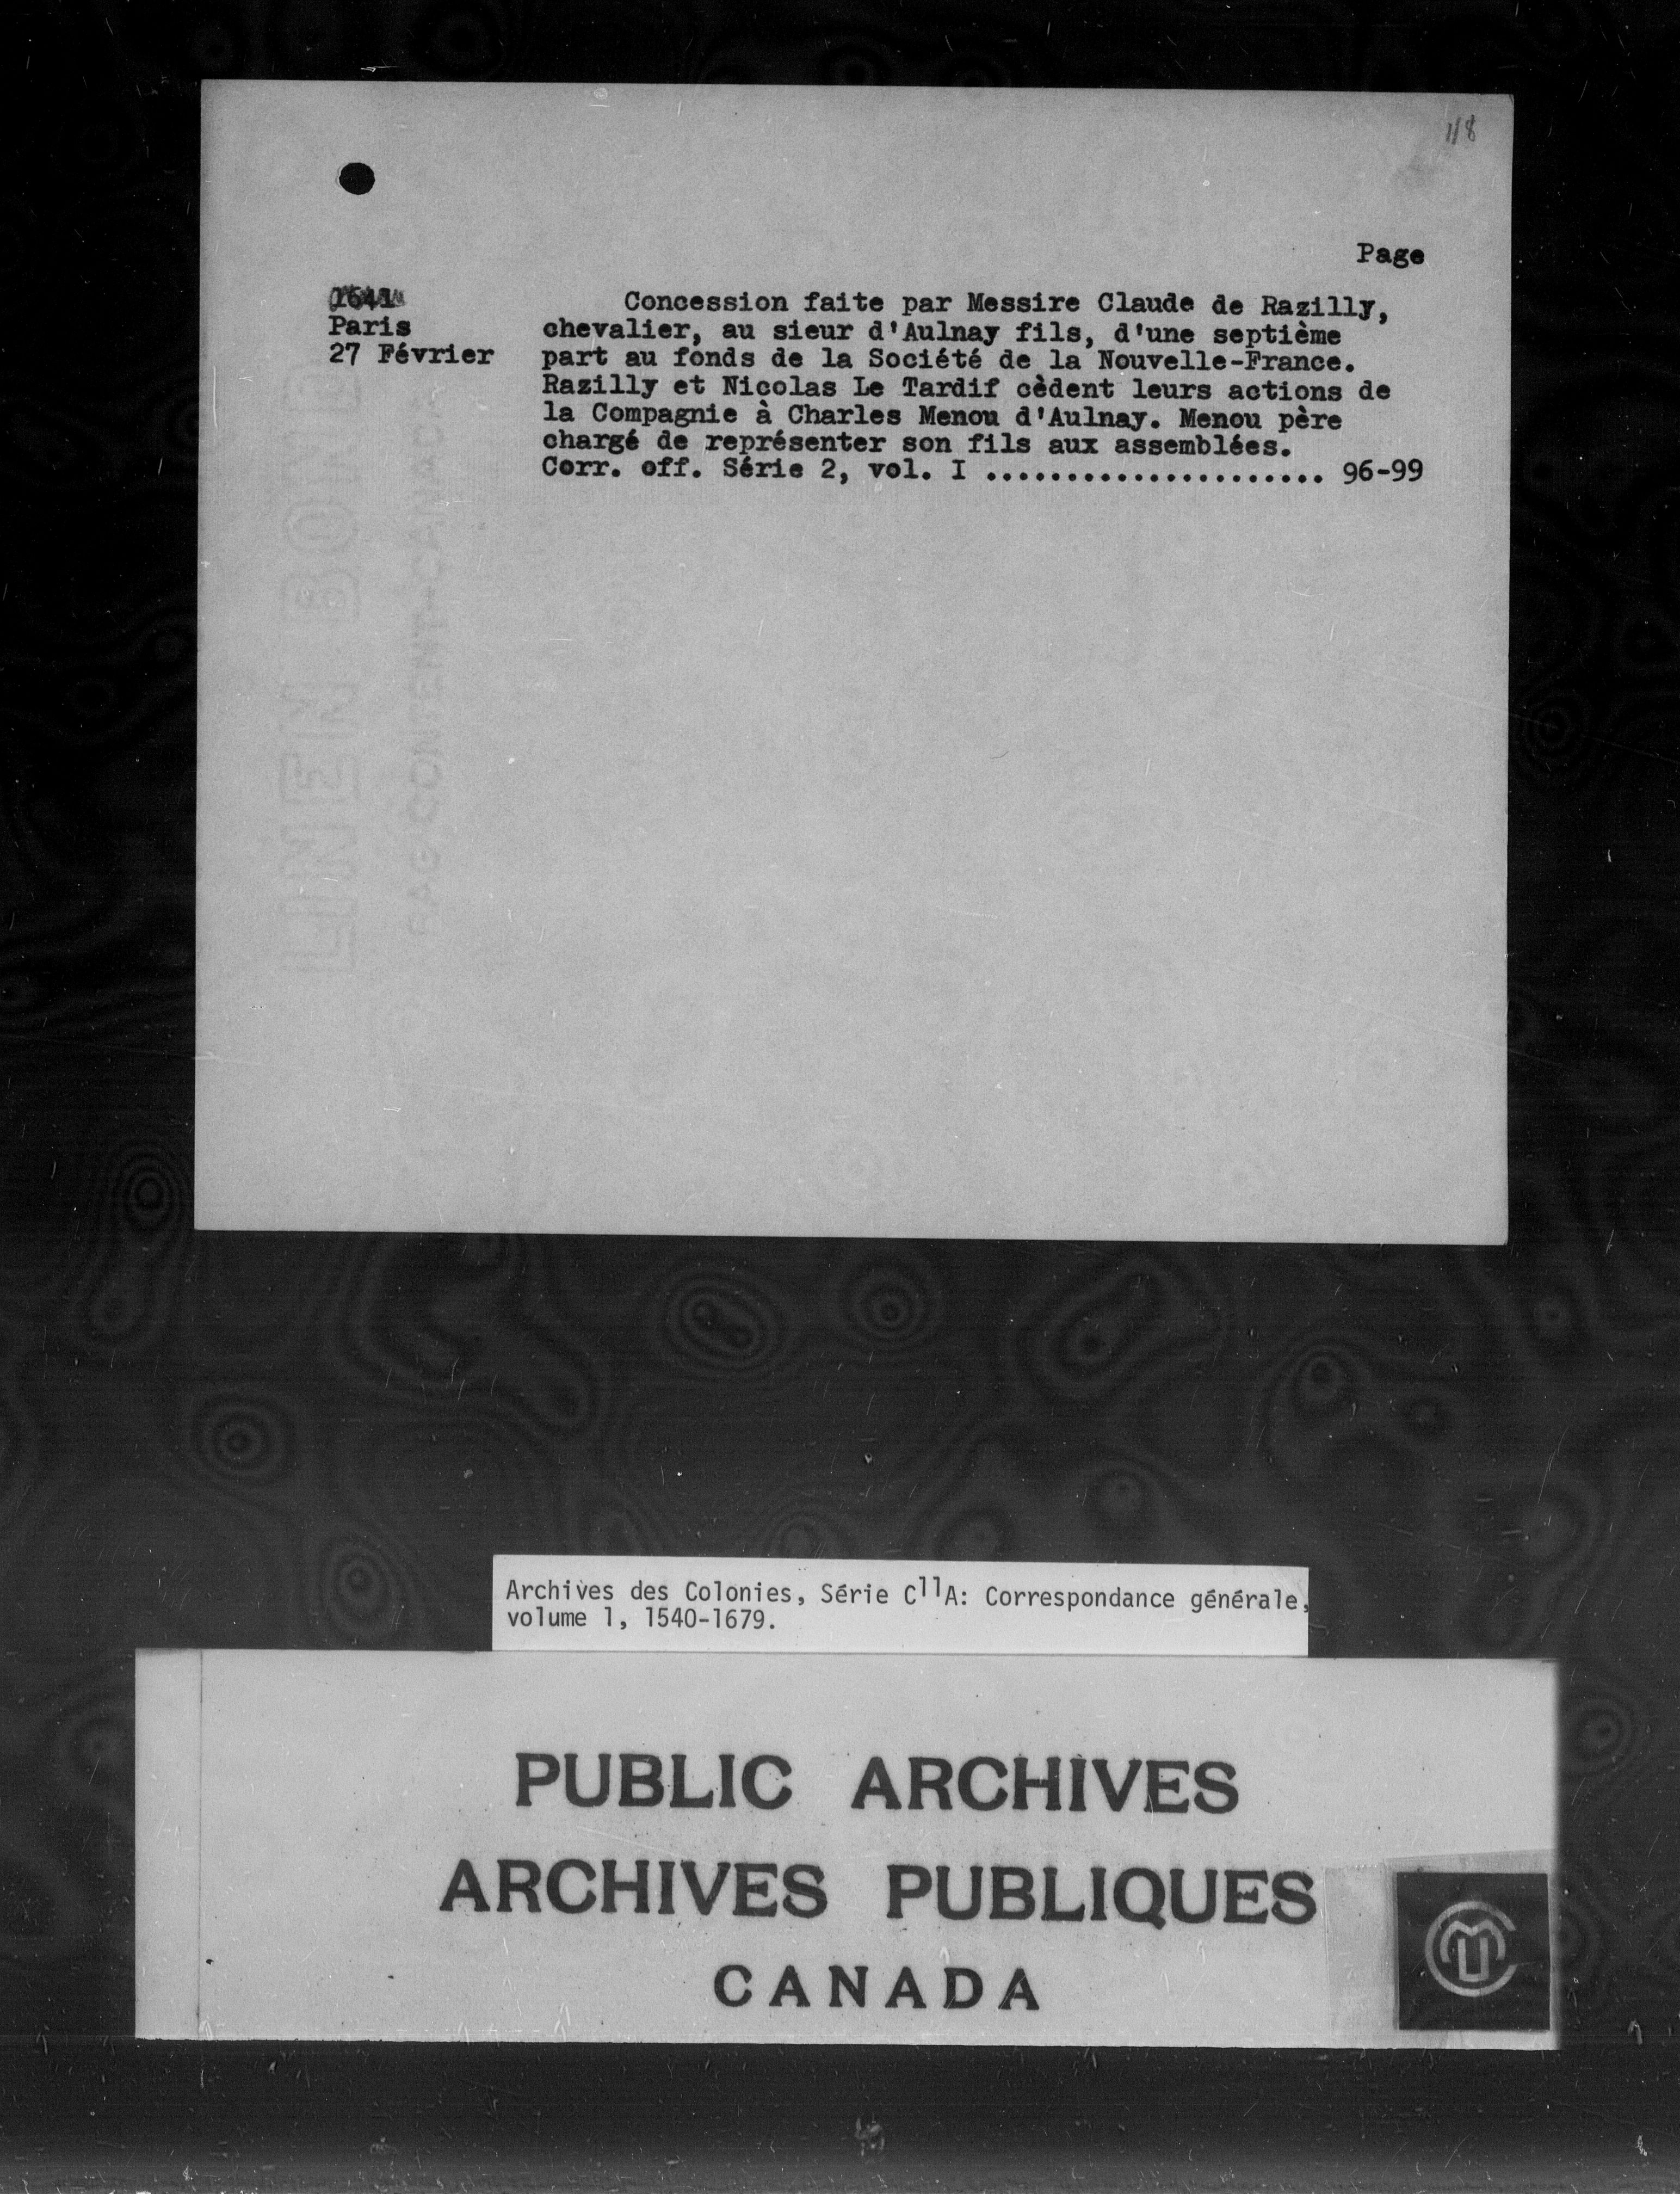 118
Page
1641
Paris
27 Février
Concession faite par Messire Claude de Razilly,
chevalier, au sieur d'Aulnay fils, d'une septième
part au fonds de la Société de la Nouvelle-France.
Razilly et Nicolas Le Tardif cèdent leurs actions de
la Compagnie à Charles Menou d'Aulnay. Menou père
chargé de représenter son fils aux assemblées.
Corr. off. Série 2, vol. I ..................... 96-99
Archives des Colonies, Série C11A: Correspondance générale,
volume 1, 1540-1679.
PUBLIC ARCHIVES
ARCHIVES PUBLIQUES
CANADA